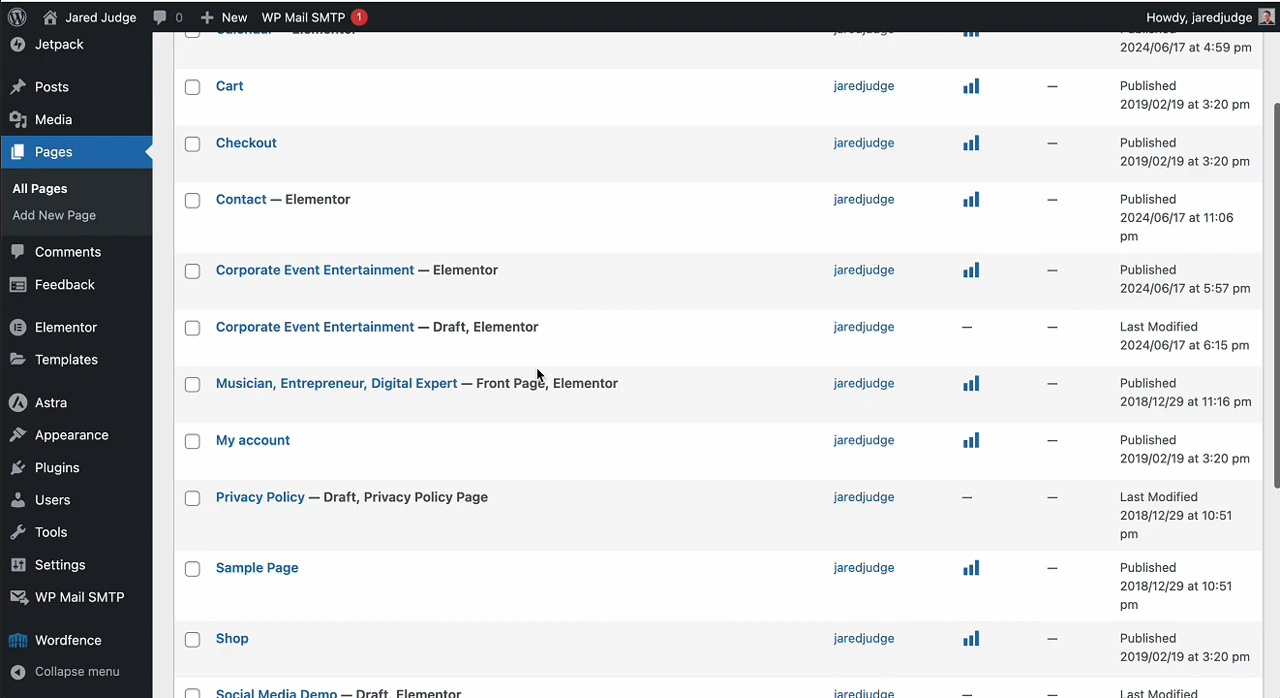 Jared Judge 0 New WP Mail SMTP 1 Howdy, jaredjudge
Jetpack
Posts
Media
Pages
All Pages
Add New Page
Comments
Feedback
Elementor
Templates
Astra
Appearance
Plugins
Users
Tools
Settings
WP Mail SMTP
Wordfence
Collapse menu
Calendar — Elementor
2024/06/17 at 4:59 pm
Cart jaredjudge — Published
2019/02/19 at 3:20 pm
Checkout jaredjudge — Published
2019/02/19 at 3:20 pm
Contact — Elementor jaredjudge — Published
2024/06/17 at 11:06
pm
Corporate Event Entertainment — Elementor jaredjudge — Published
2024/06/17 at 5:57 pm
Corporate Event Entertainment — Draft, Elementor jaredjudge — — Last Modified
2024/06/17 at 6:15 pm
Musician, Entrepreneur, Digital Expert — Front Page, Elementor jaredjudge — Published
2018/12/29 at 11:16 pm
My account jaredjudge — Published
2019/02/19 at 3:20 pm
Privacy Policy — Draft, Privacy Policy Page jaredjudge — — Last Modified
2018/12/29 at 10:51
pm
Sample Page jaredjudge — Published
2018/12/29 at 10:51
pm
Shop jaredjudge — Published
2019/02/19 at 3:20 pm
Social Media Demo — Draft, Elementor jaredjudge — — Last Modified